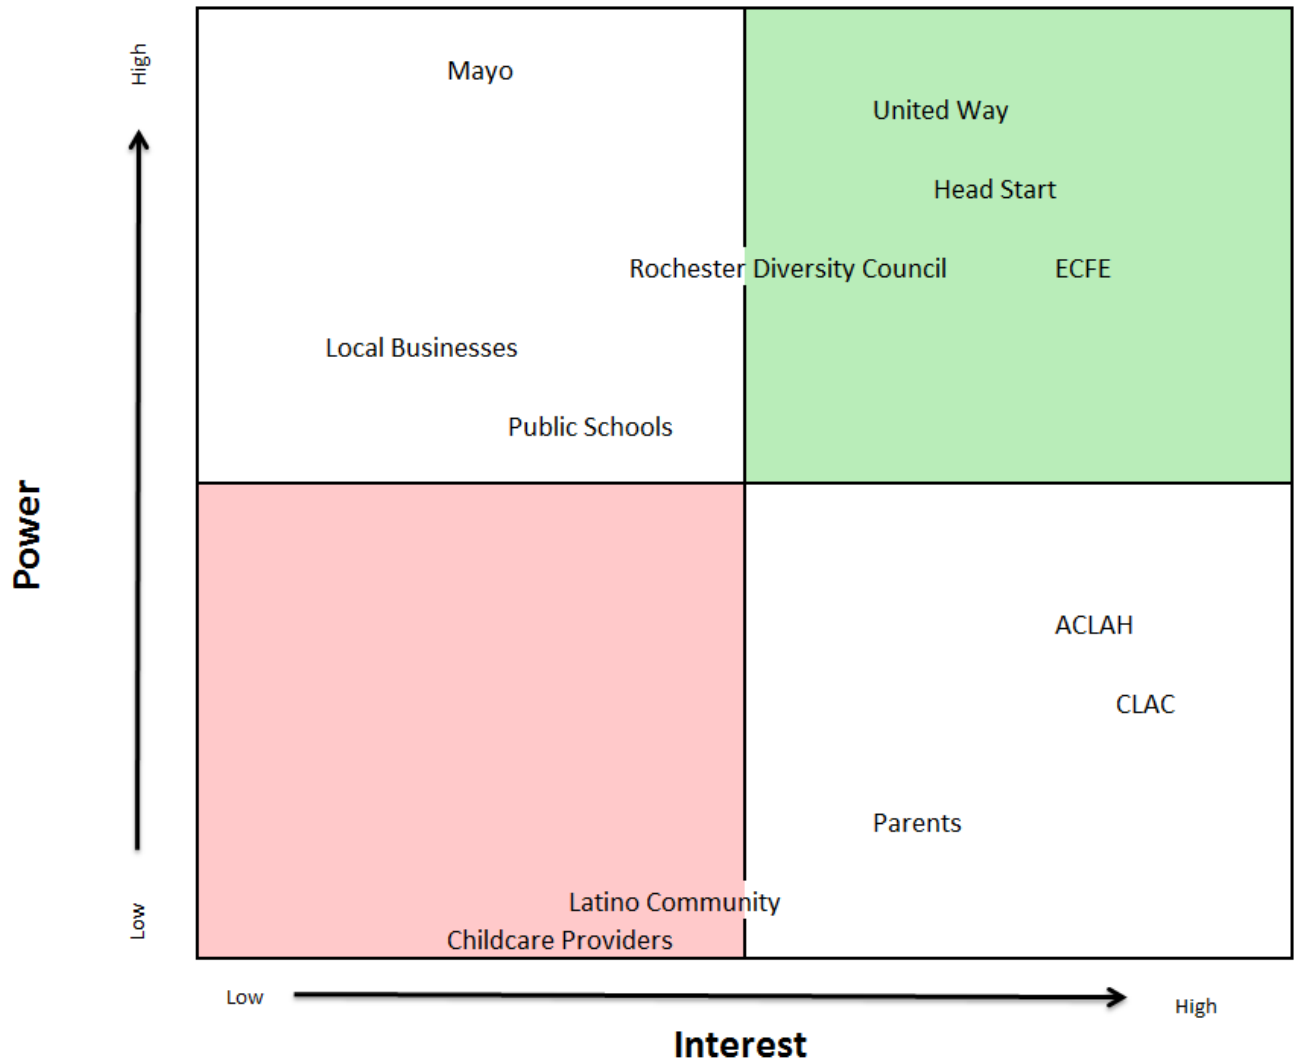 High
Mayo
United Way
Head Start
Rochester Diversity Council
ECFE
Local Businesses
Public Schools
Power
ACLAH
CLAC
Parents
Latino Community
Low
Childcare Providers
Low
High
Interest